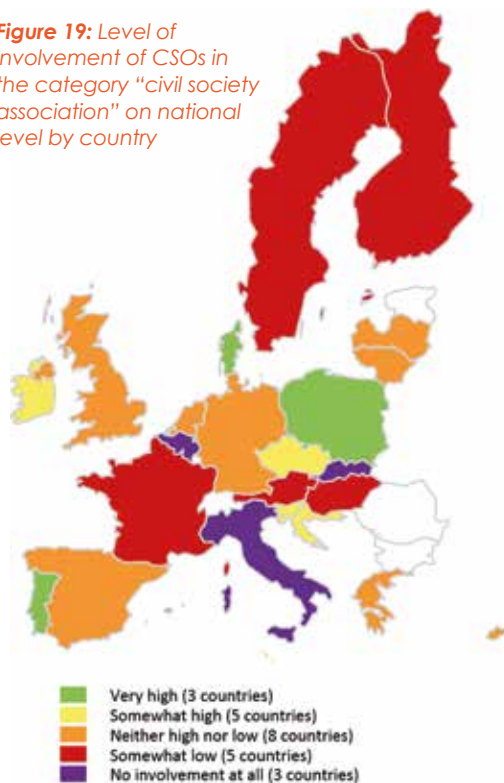 Figure 19: Level of
involvement of CSOs in
the category “civil society
association” on national
level by country
Very high (3 countries)
Somewhat high (5 countries)
Neither high nor low (8 countries)
Somewhat low (5 countries)
No involvement at all (3 countries)